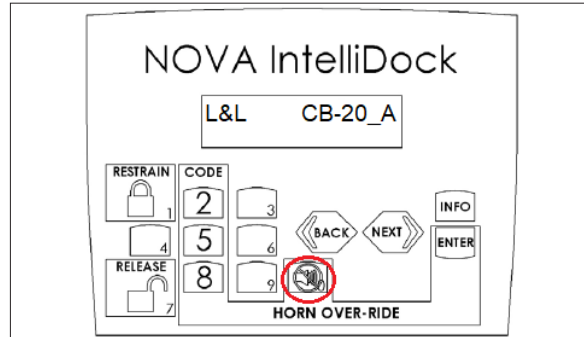 NOVA IntelliDock
L&L CB-20_A
RESTRAIN CODE
1 2 3
BACK NEXT INFO
4 5 6 ENTER
RELEASE
7 8 9 0
HORN OVER-RIDE